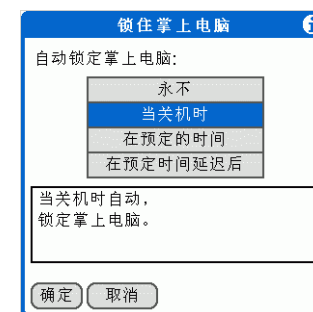 锁住掌上电脑
自动锁定掌上电脑:
永不
当关机时
在预定的时间
在预定时间延迟后
当关机时自动,
锁定掌上电脑。
确定 取消